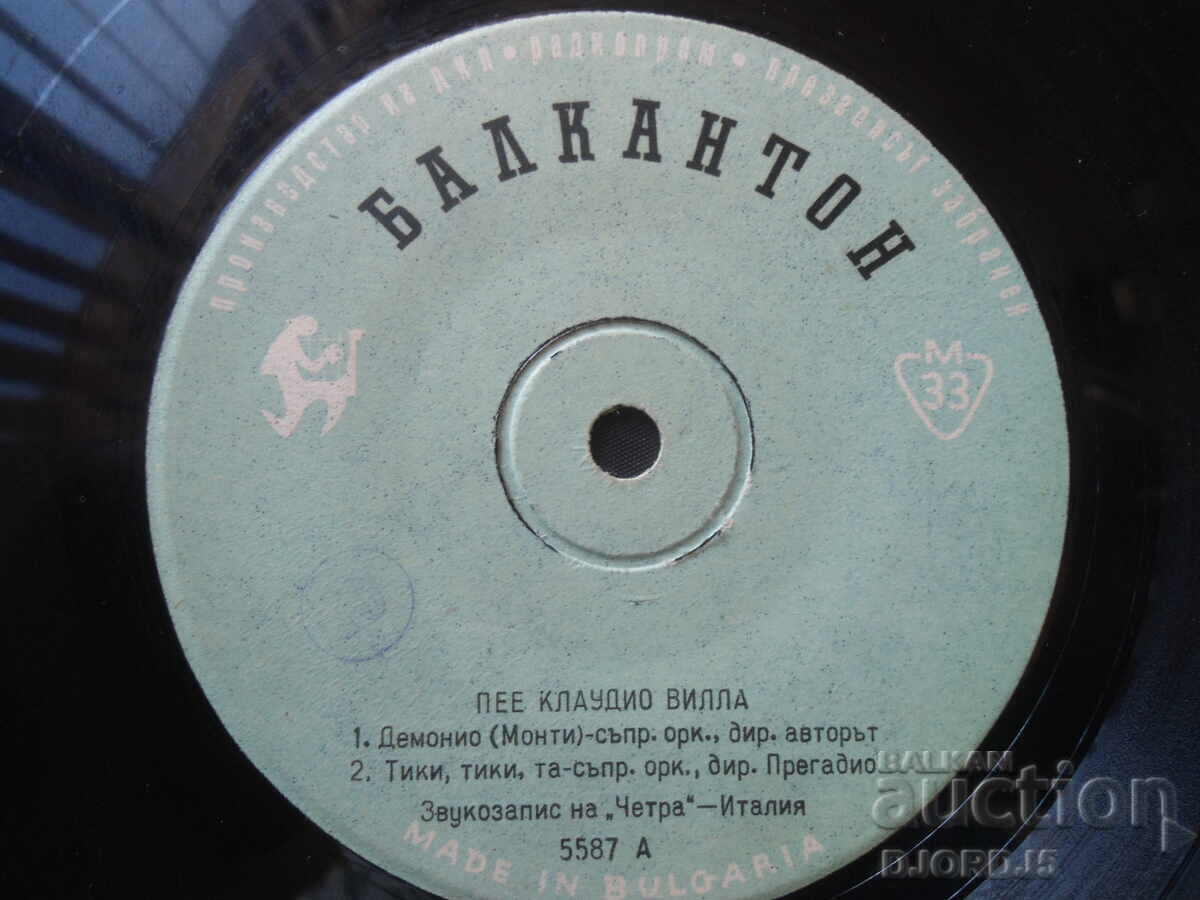 производство на дчп • радиопром • презаписът забранен
БАЛКАНТОН
М
33
ПЕЕ КЛАУДИО ВИЛЛА
1. Демонио (Монти)-съпр. орк., дир. авторът
2. Тики, тики, та-съпр. орк., дир. Прегадио
Звукозапис на „Четра“—Италия
5587 А
MADE IN BULGARIA
BALKAN
auction
DJORDJ5